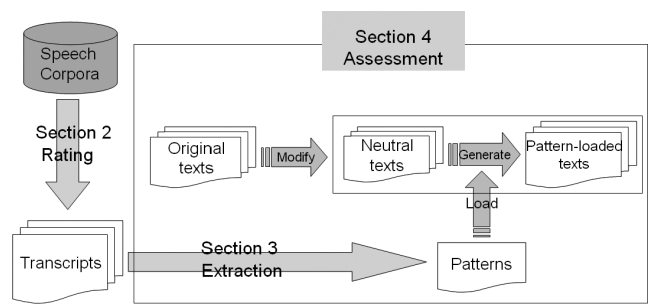 Speech
Corpora
Section 4
Assessment
Section 2
Rating
Original
texts
Modify
Neutral
texts
Generate
Pattern-loaded
texts
Load
Transcripts
Section 3
Extraction
Patterns